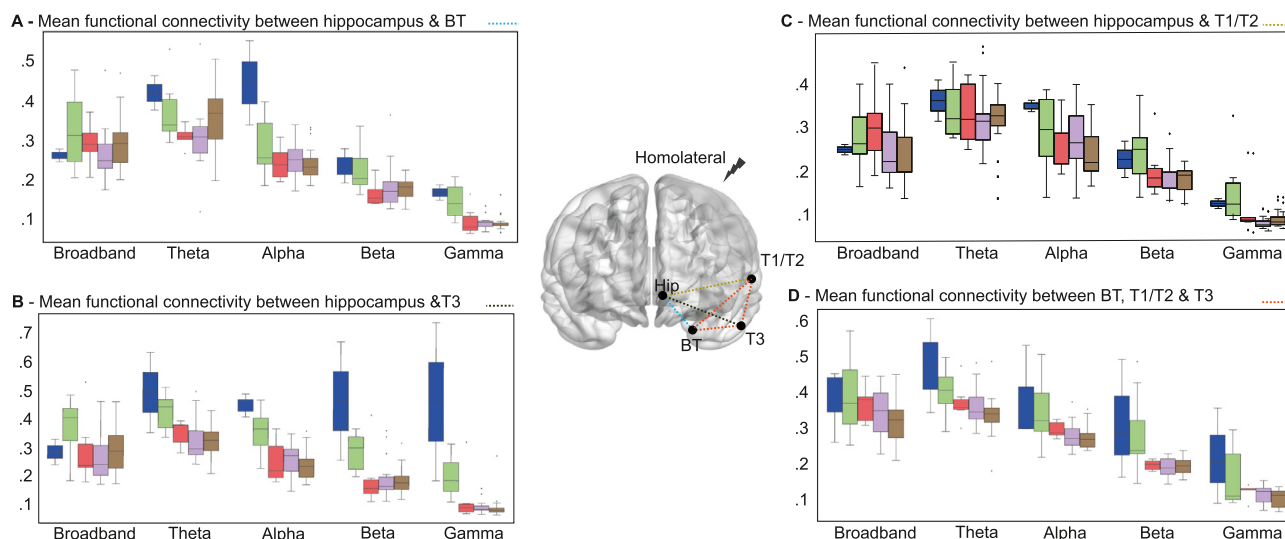 A - Mean functional connectivity between hippocampus & BT
.5
.4
.3
.2
.1
Broadband Theta Alpha Beta Gamma
B - Mean functional connectivity between hippocampus &T3
.7
.6
.5
.4
.3
.2
.1
Broadband Theta Alpha Beta Gamma
Homolateral
T1/T2
Hip
BT
T3
C - Mean functional connectivity between hippocampus & T1/T2
.4
.3
.2
.1
Broadband Theta Alpha Beta Gamma
D - Mean functional connectivity between BT, T1/T2 & T3
.6
.5
.4
.3
.2
.1
Broadband Theta Alpha Beta Gamma